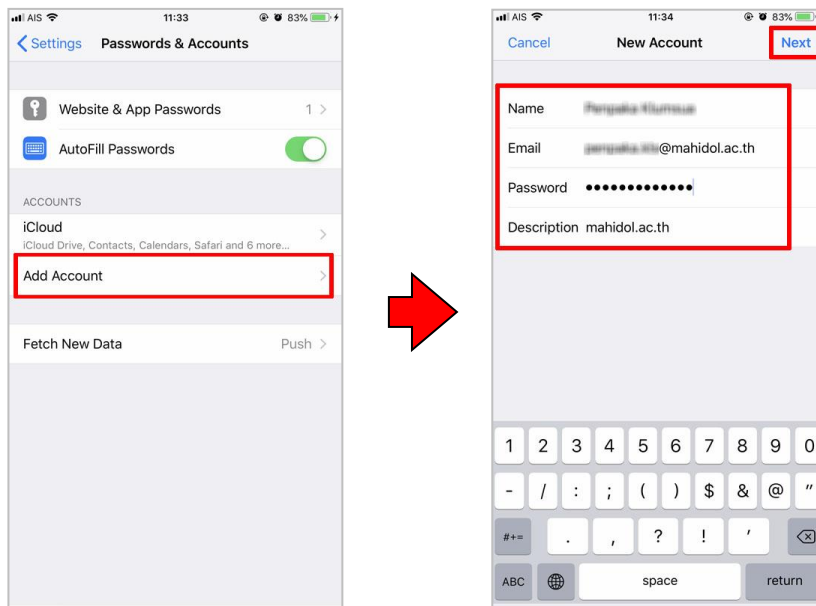 AIS 11:33 83%
Settings Passwords & Accounts
Website & App Passwords 1
AutoFill Passwords
ACCOUNTS
iCloud
iCloud Drive, Contacts, Calendars, Safari and 6 more...
Add Account
Fetch New Data Push
AIS 11:34 83%
Cancel New Account Next
Name
Email @mahidol.ac.th
Password •••••••••••••
Description mahidol.ac.th
1 2 3 4 5 6 7 8 9 0
- / : ; ( ) $ & @ "
#+= . , ? ! '
ABC space return